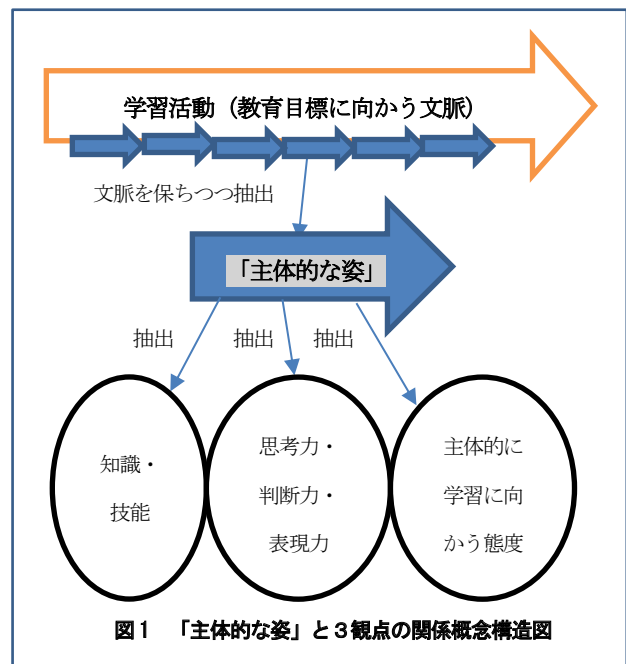 学習活動（教育目標に向かう文脈）
文脈を保ちつつ抽出
「主体的な姿」
抽出
抽出
抽出
知識・
技能
思考力・
判断力・
表現力
主体的に
学習に向
かう態度
図１　「主体的な姿」と３観点の関係概念構造図